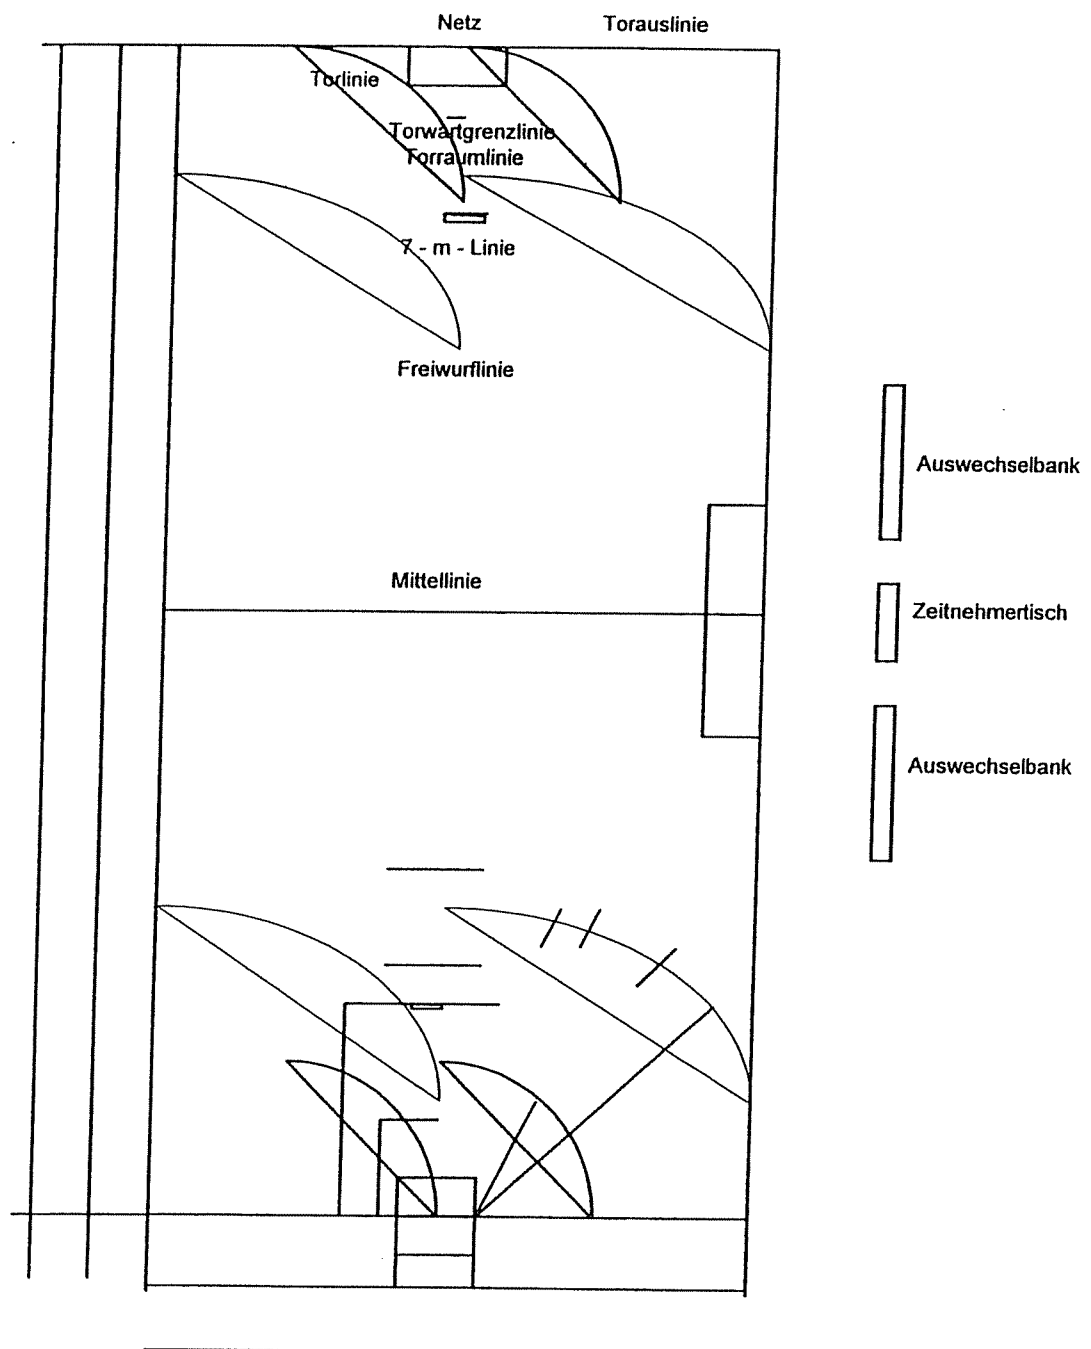 Netz
Torauslinie
Torlinie
Torwartgrenzlinie
Torraumlinie
7 - m - Linie
Freiwurflinie
Auswechselbank
Mittellinie
Zeitnehmertisch
Auswechselbank